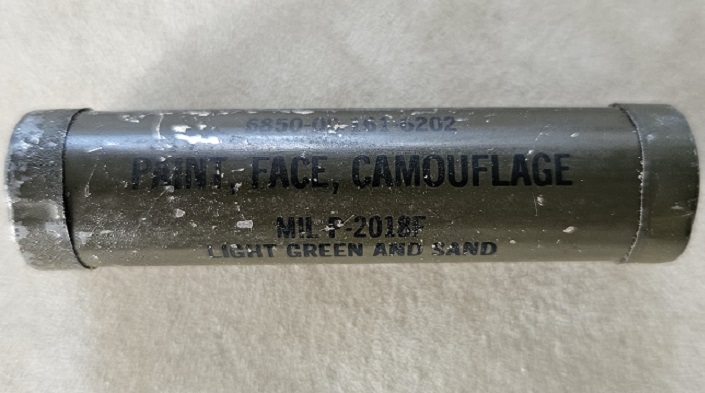 6850-00-161-6202
PAINT, FACE, CAMOUFLAGE
MIL-P-2018F
LIGHT GREEN AND SAND